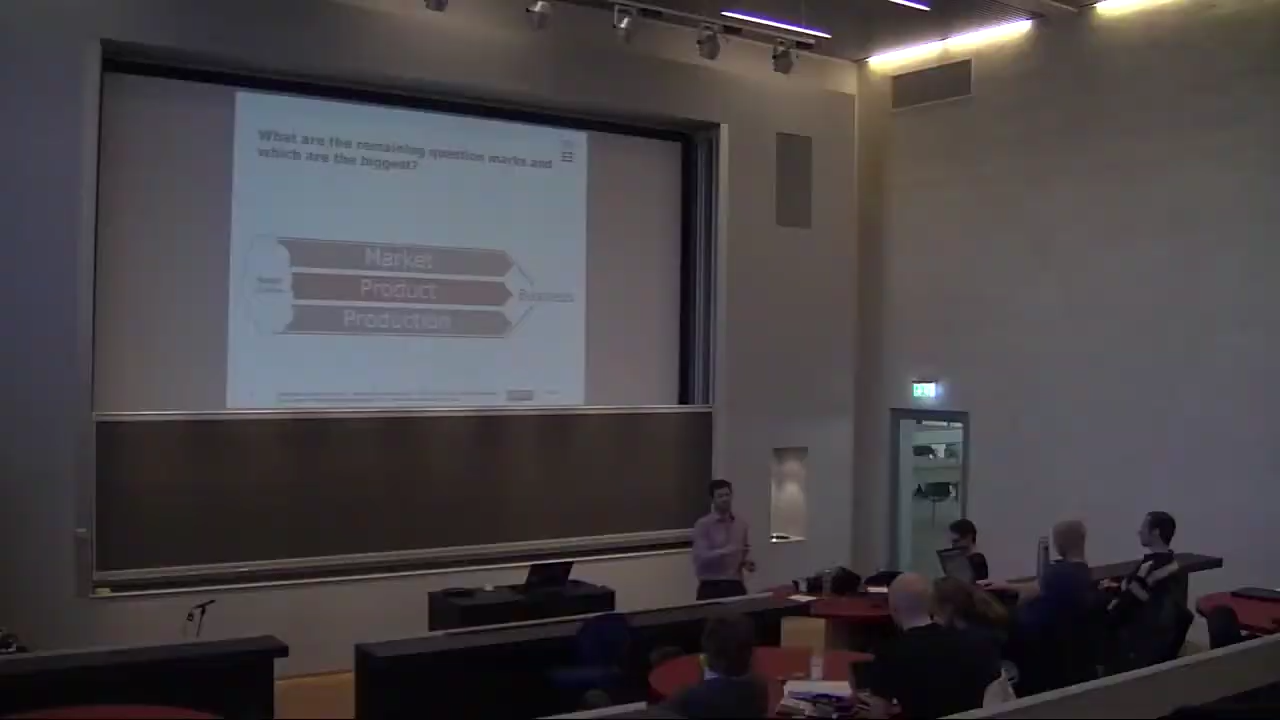 What are the remaining question marks and
which are the biggest?
Market
Product
Business
Production